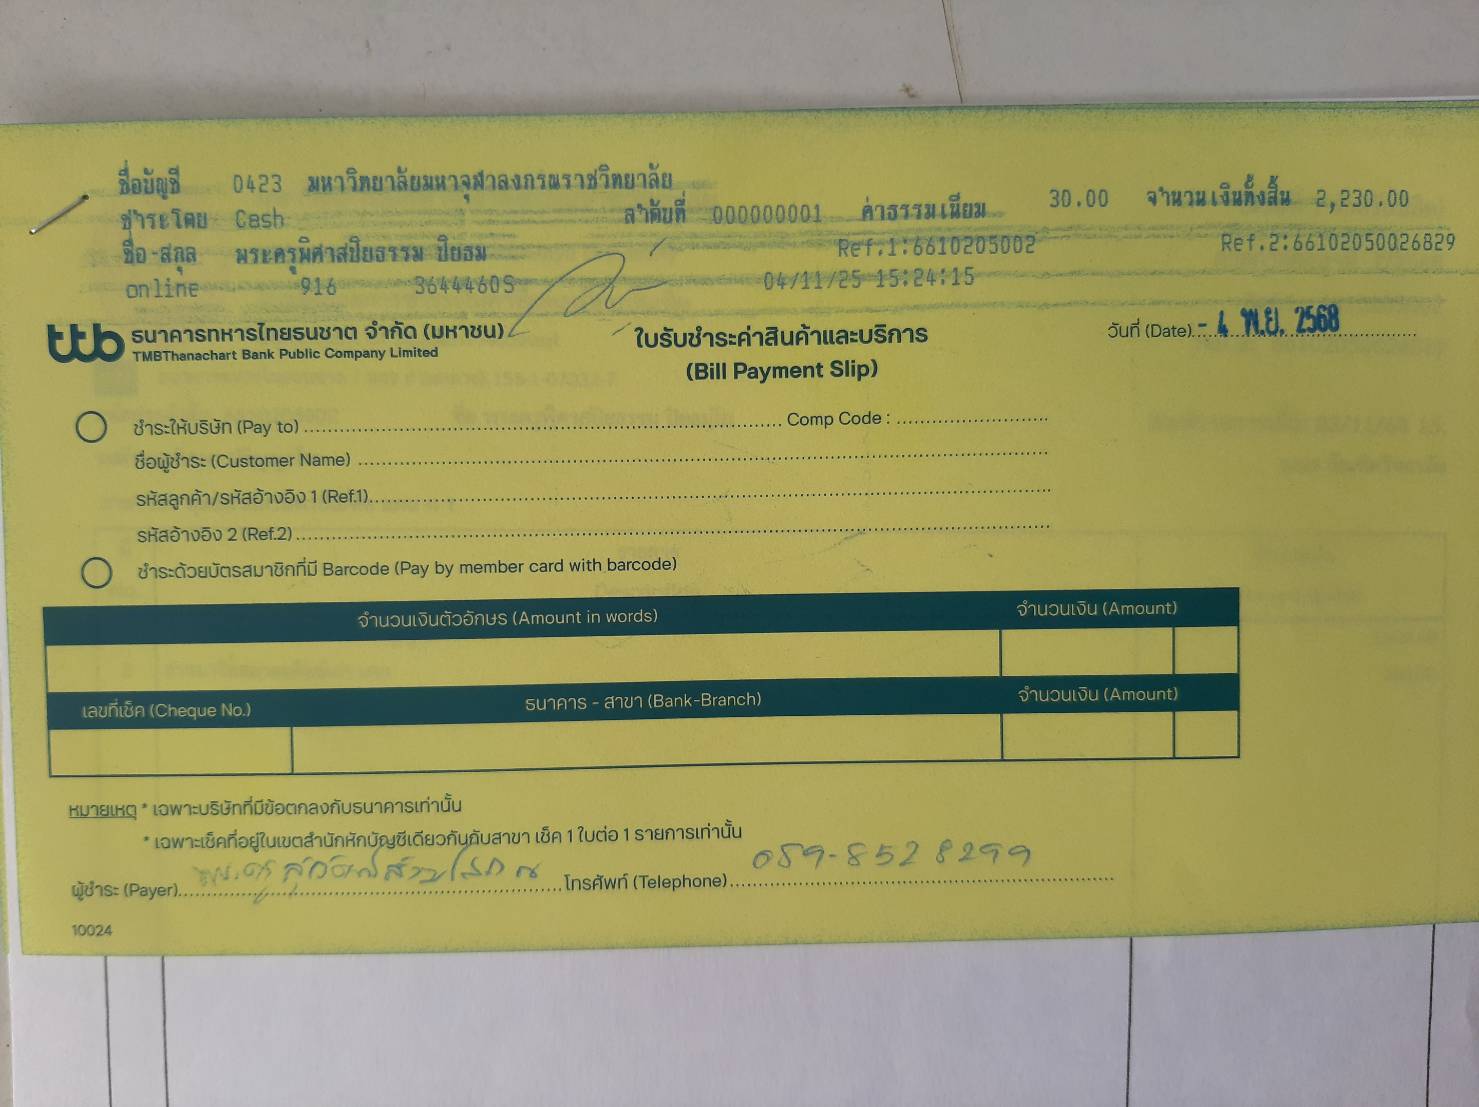 ชื่อบัญชี 0423 มหาวิทยาลัยมหาจุฬาลงกรณราชวิทยาลัย
ชำระโดย Cash ลำดับที่ 000000001 ค่าธรรมเนียม 30.00 จำนวนเงินทั้งสิ้น 2,230.00
ชื่อ-สกุล พระครูพิศาสปิยธรรม ปิยธมฺ Ref.1:6610205002 Ref.2:66102050026829
online 916 36444605 04/11/25 15:24:15
ttb ธนาคารทหารไทยธนชาต จำกัด (มหาชน) ใบรับชำระค่าสินค้าและบริการ วันที่ (Date) - 4 พ.ย. 2568
TMBThanachart Bank Public Company Limited (Bill Payment Slip)
ชำระให้บริษัท (Pay to) Comp Code :
ชื่อผู้ชำระ (Customer Name)
รหัสลูกค้า/รหัสอ้างอิง 1 (Ref.1)
รหัสอ้างอิง 2 (Ref.2)
ชำระด้วยบัตรสมาชิกที่มี Barcode (Pay by member card with barcode)
จำนวนเงินตัวอักษร (Amount in words) จำนวนเงิน (Amount)
เลขที่เช็ค (Cheque No.) ธนาคาร - สาขา (Bank-Branch) จำนวนเงิน (Amount)
หมายเหตุ * เฉพาะบริษัทที่มีข้อตกลงกับธนาคารเท่านั้น
* เฉพาะเช็คที่อยู่ในเขตสำนักหักบัญชีเดียวกันกับสาขา เช็ค 1 ใบต่อ 1 รายการเท่านั้น
ผู้ชำระ (Payer) โทรศัพท์ (Telephone) 089-8528299
10024